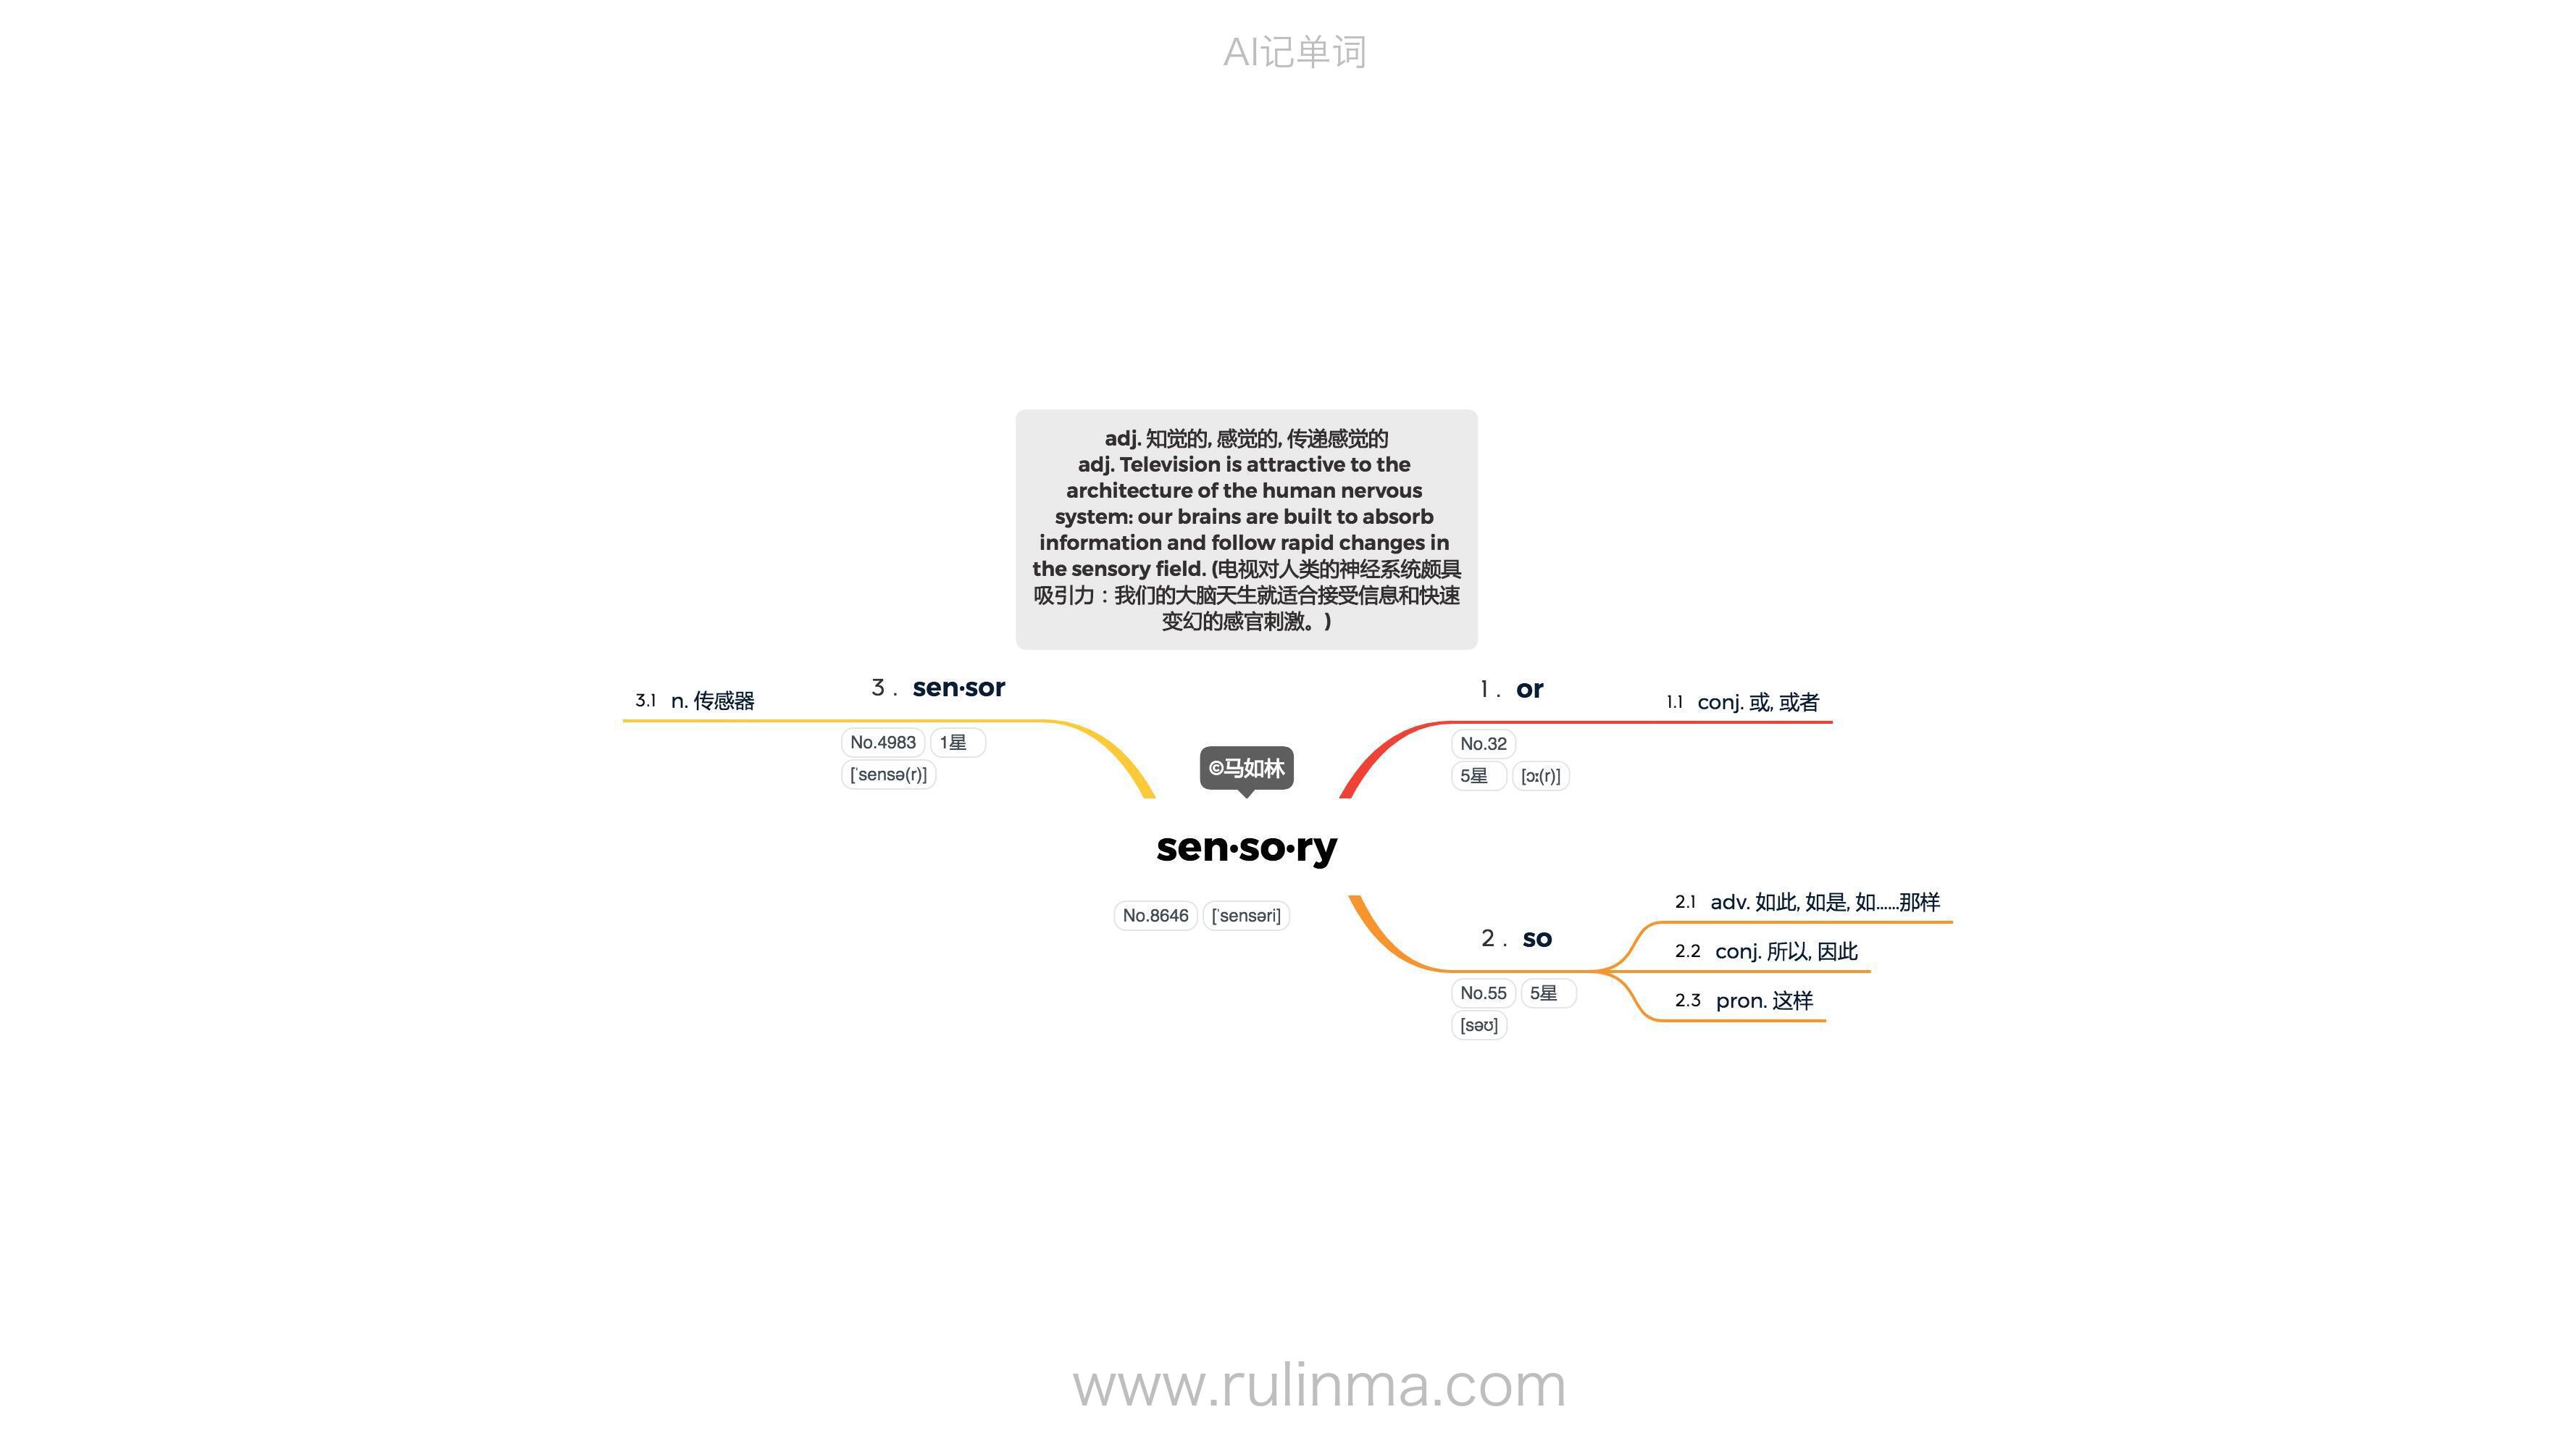 AI记单词
adj. 知觉的, 感觉的, 传递感觉的
adj. Television is attractive to the
architecture of the human nervous
system: our brains are built to absorb
information and follow rapid changes in
the sensory field. (电视对人类的神经系统颇具
吸引力：我们的大脑天生就适合接受信息和快速
变幻的感官刺激。)
3 . sen·sor
3.1 n. 传感器
No.4983 1星
[ˈsensə(r)]
1 . or
1.1 conj. 或, 或者
No.32
5星 [ɔː(r)]
©马如林
sen·so·ry
No.8646 [ˈsensəri]
2 . so
No.55 5星
[səʊ]
2.1 adv. 如此, 如是, 如……那样
2.2 conj. 所以, 因此
2.3 pron. 这样
www.rulinma.com